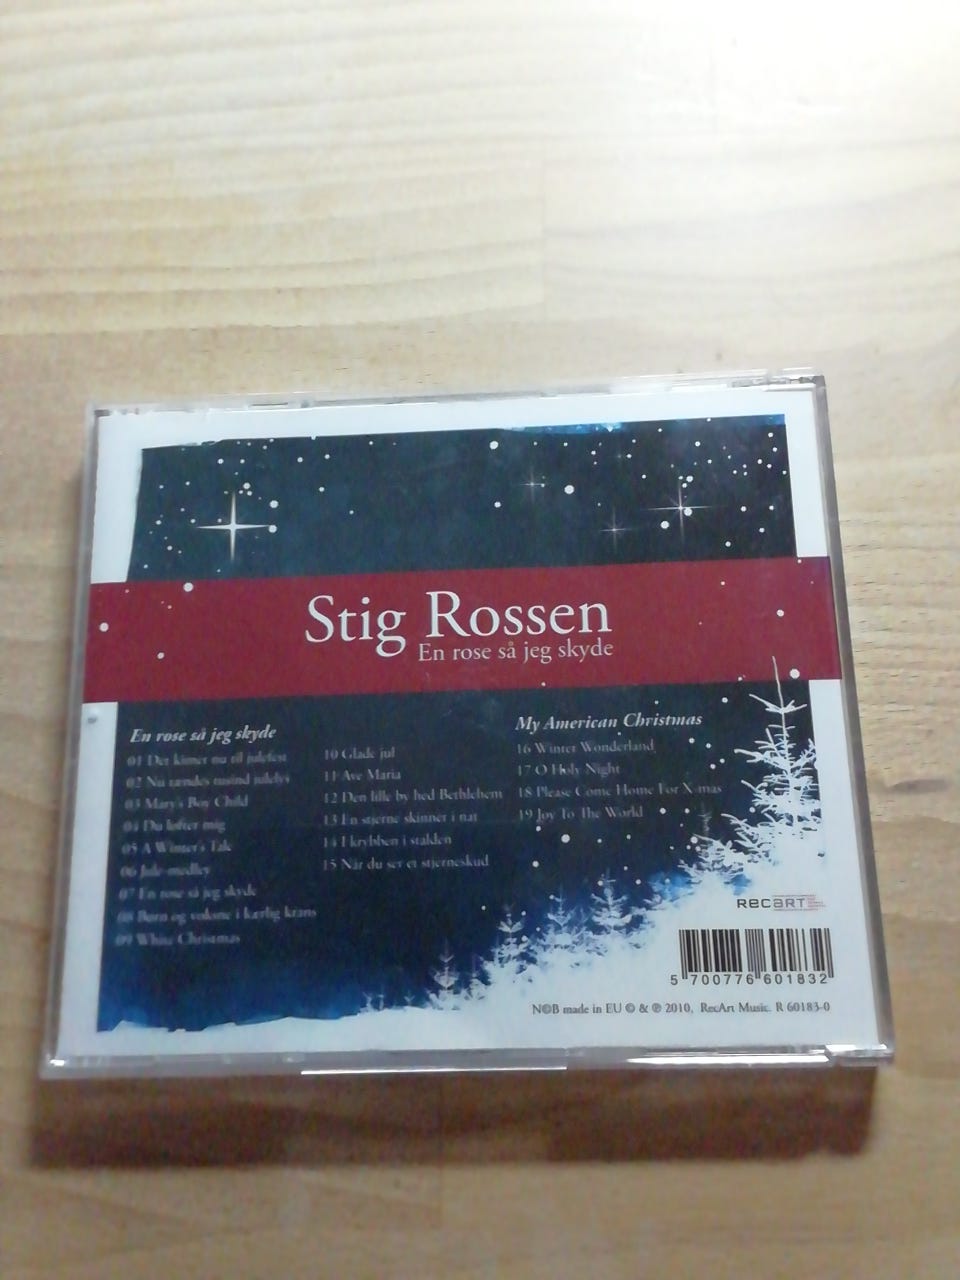 Stig Rossen
En rose så jeg skyde
En rose så jeg skyde
01 Det kimer nu til julefest
02 Nu tændes tusind julelys
03 Mary's Boy Child
04 Du løfter mig
05 A Winter's Tale
06 Jule-medley
07 En rose så jeg skyde
08 Børn og voksne i kærlig krans
09 White Christmas
10 Glade jul
11 Ave Maria
12 Den lille by hed Bethlehem
13 En stjerne skinner i nat
14 I krybben i stalden
15 Når du ser et stjerneskud
My American Christmas
16 Winter Wonderland
17 O Holy Night
18 Please Come Home For X-mas
19 Joy To The World
RECART
5 700776 601832
N©B made in EU © & ℗ 2010, RecArt Music. R 60183-0